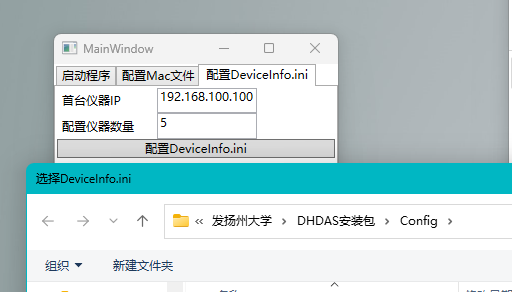 MainWindow
启动程序 配置Mac文件 配置DeviceInfo.ini
首台仪器IP 192.168.100.100
配置仪器数量 5
配置DeviceInfo.ini
选择DeviceInfo.ini
« 发扬州大学 > DHDAS安装包 > Config >
组织 新建文件夹